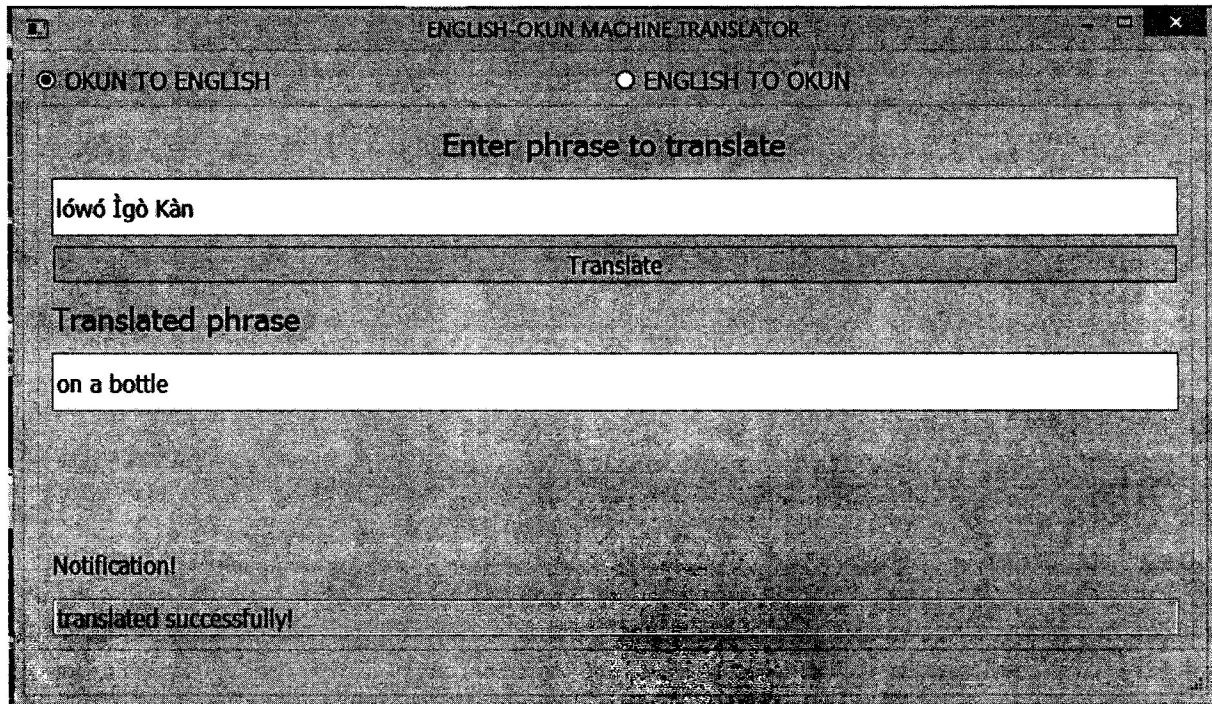 ENGLISH-OKUN MACHINE TRANSLATOR
OKUN TO ENGLISH
ENGLISH TO OKUN
Enter phrase to translate
lówó Ìgò Kàn
Translate
Translated phrase
on a bottle
Notification!
translated successfully!